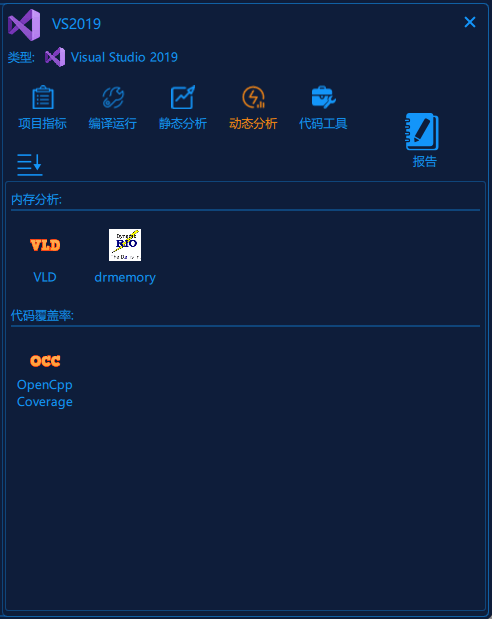 VS2019
类型: Visual Studio 2019
项目指标 编译运行 静态分析 动态分析 代码工具
报告
内存分析:
VLD
Dynamo
RIO
VLD drmemory
代码覆盖率:
OCC
OpenCpp
Coverage